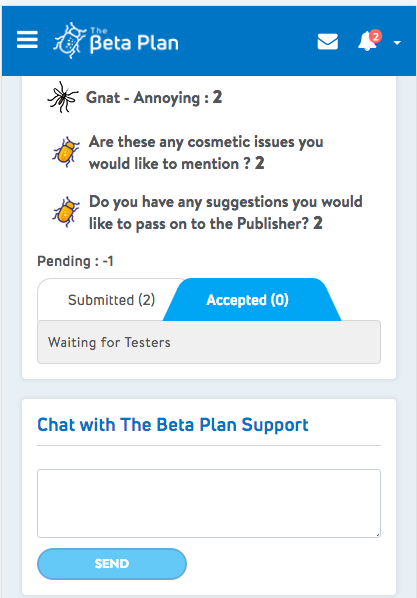 The
Beta Plan
2
Gnat - Annoying : 2
Are these any cosmetic issues you
would like to mention ? 2
Do you have any suggestions you would
like to pass on to the Publisher? 2
Pending : -1
Submitted (2) Accepted (0)
Waiting for Testers
Chat with The Beta Plan Support
SEND